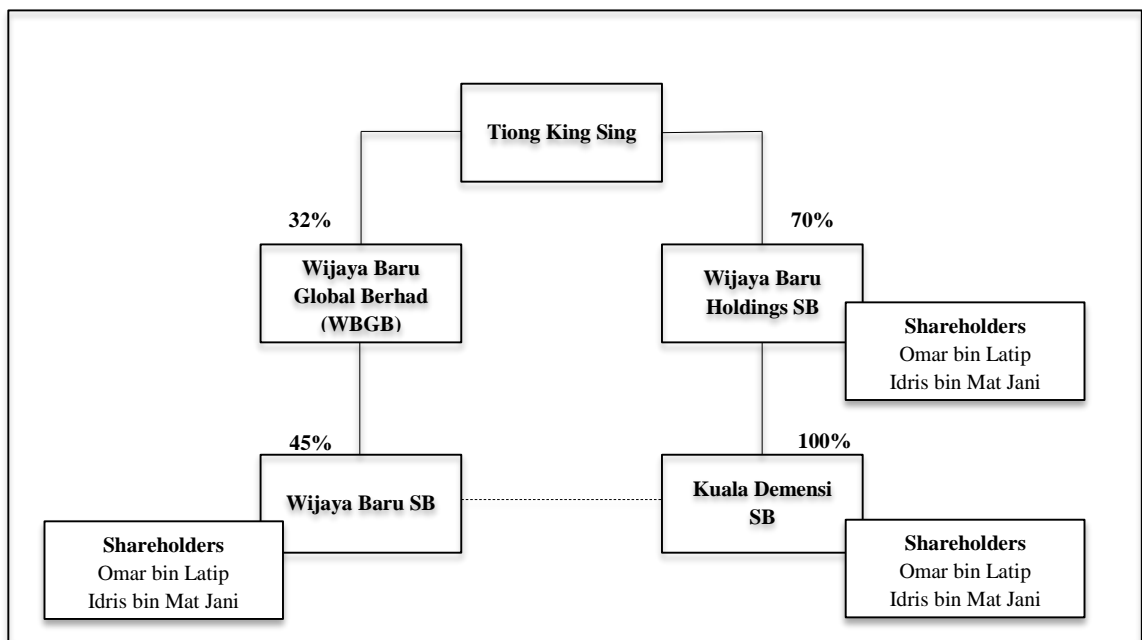 Tiong King Sing
32%
70%
Wijaya Baru
Global Berhad
(WBGB)
Wijaya Baru
Holdings SB
Shareholders
Omar bin Latip
Idris bin Mat Jani
45%
100%
Wijaya Baru SB
Kuala Demensi
SB
Shareholders
Omar bin Latip
Idris bin Mat Jani
Shareholders
Omar bin Latip
Idris bin Mat Jani